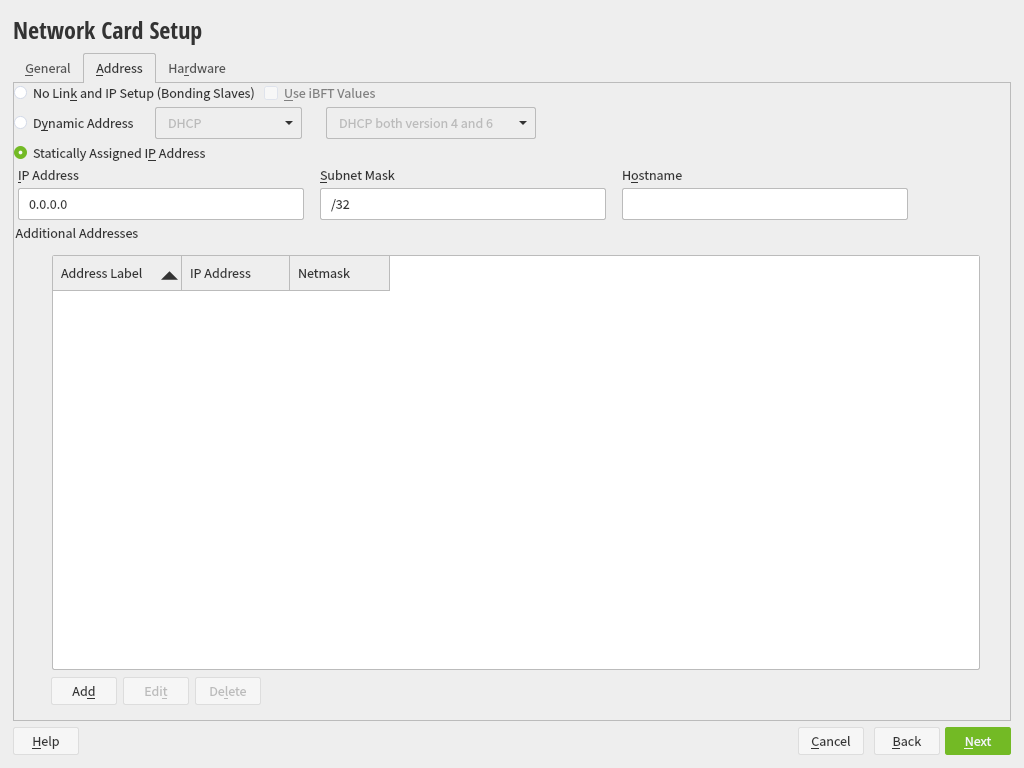 Network Card Setup
General Address Hardware
No Link and IP Setup (Bonding Slaves) Use iBFT Values
Dynamic Address DHCP DHCP both version 4 and 6
Statically Assigned IP Address
IP Address Subnet Mask Hostname
0.0.0.0 /32
Additional Addresses
Address Label IP Address Netmask
Add Edit Delete
Help Cancel Back Next